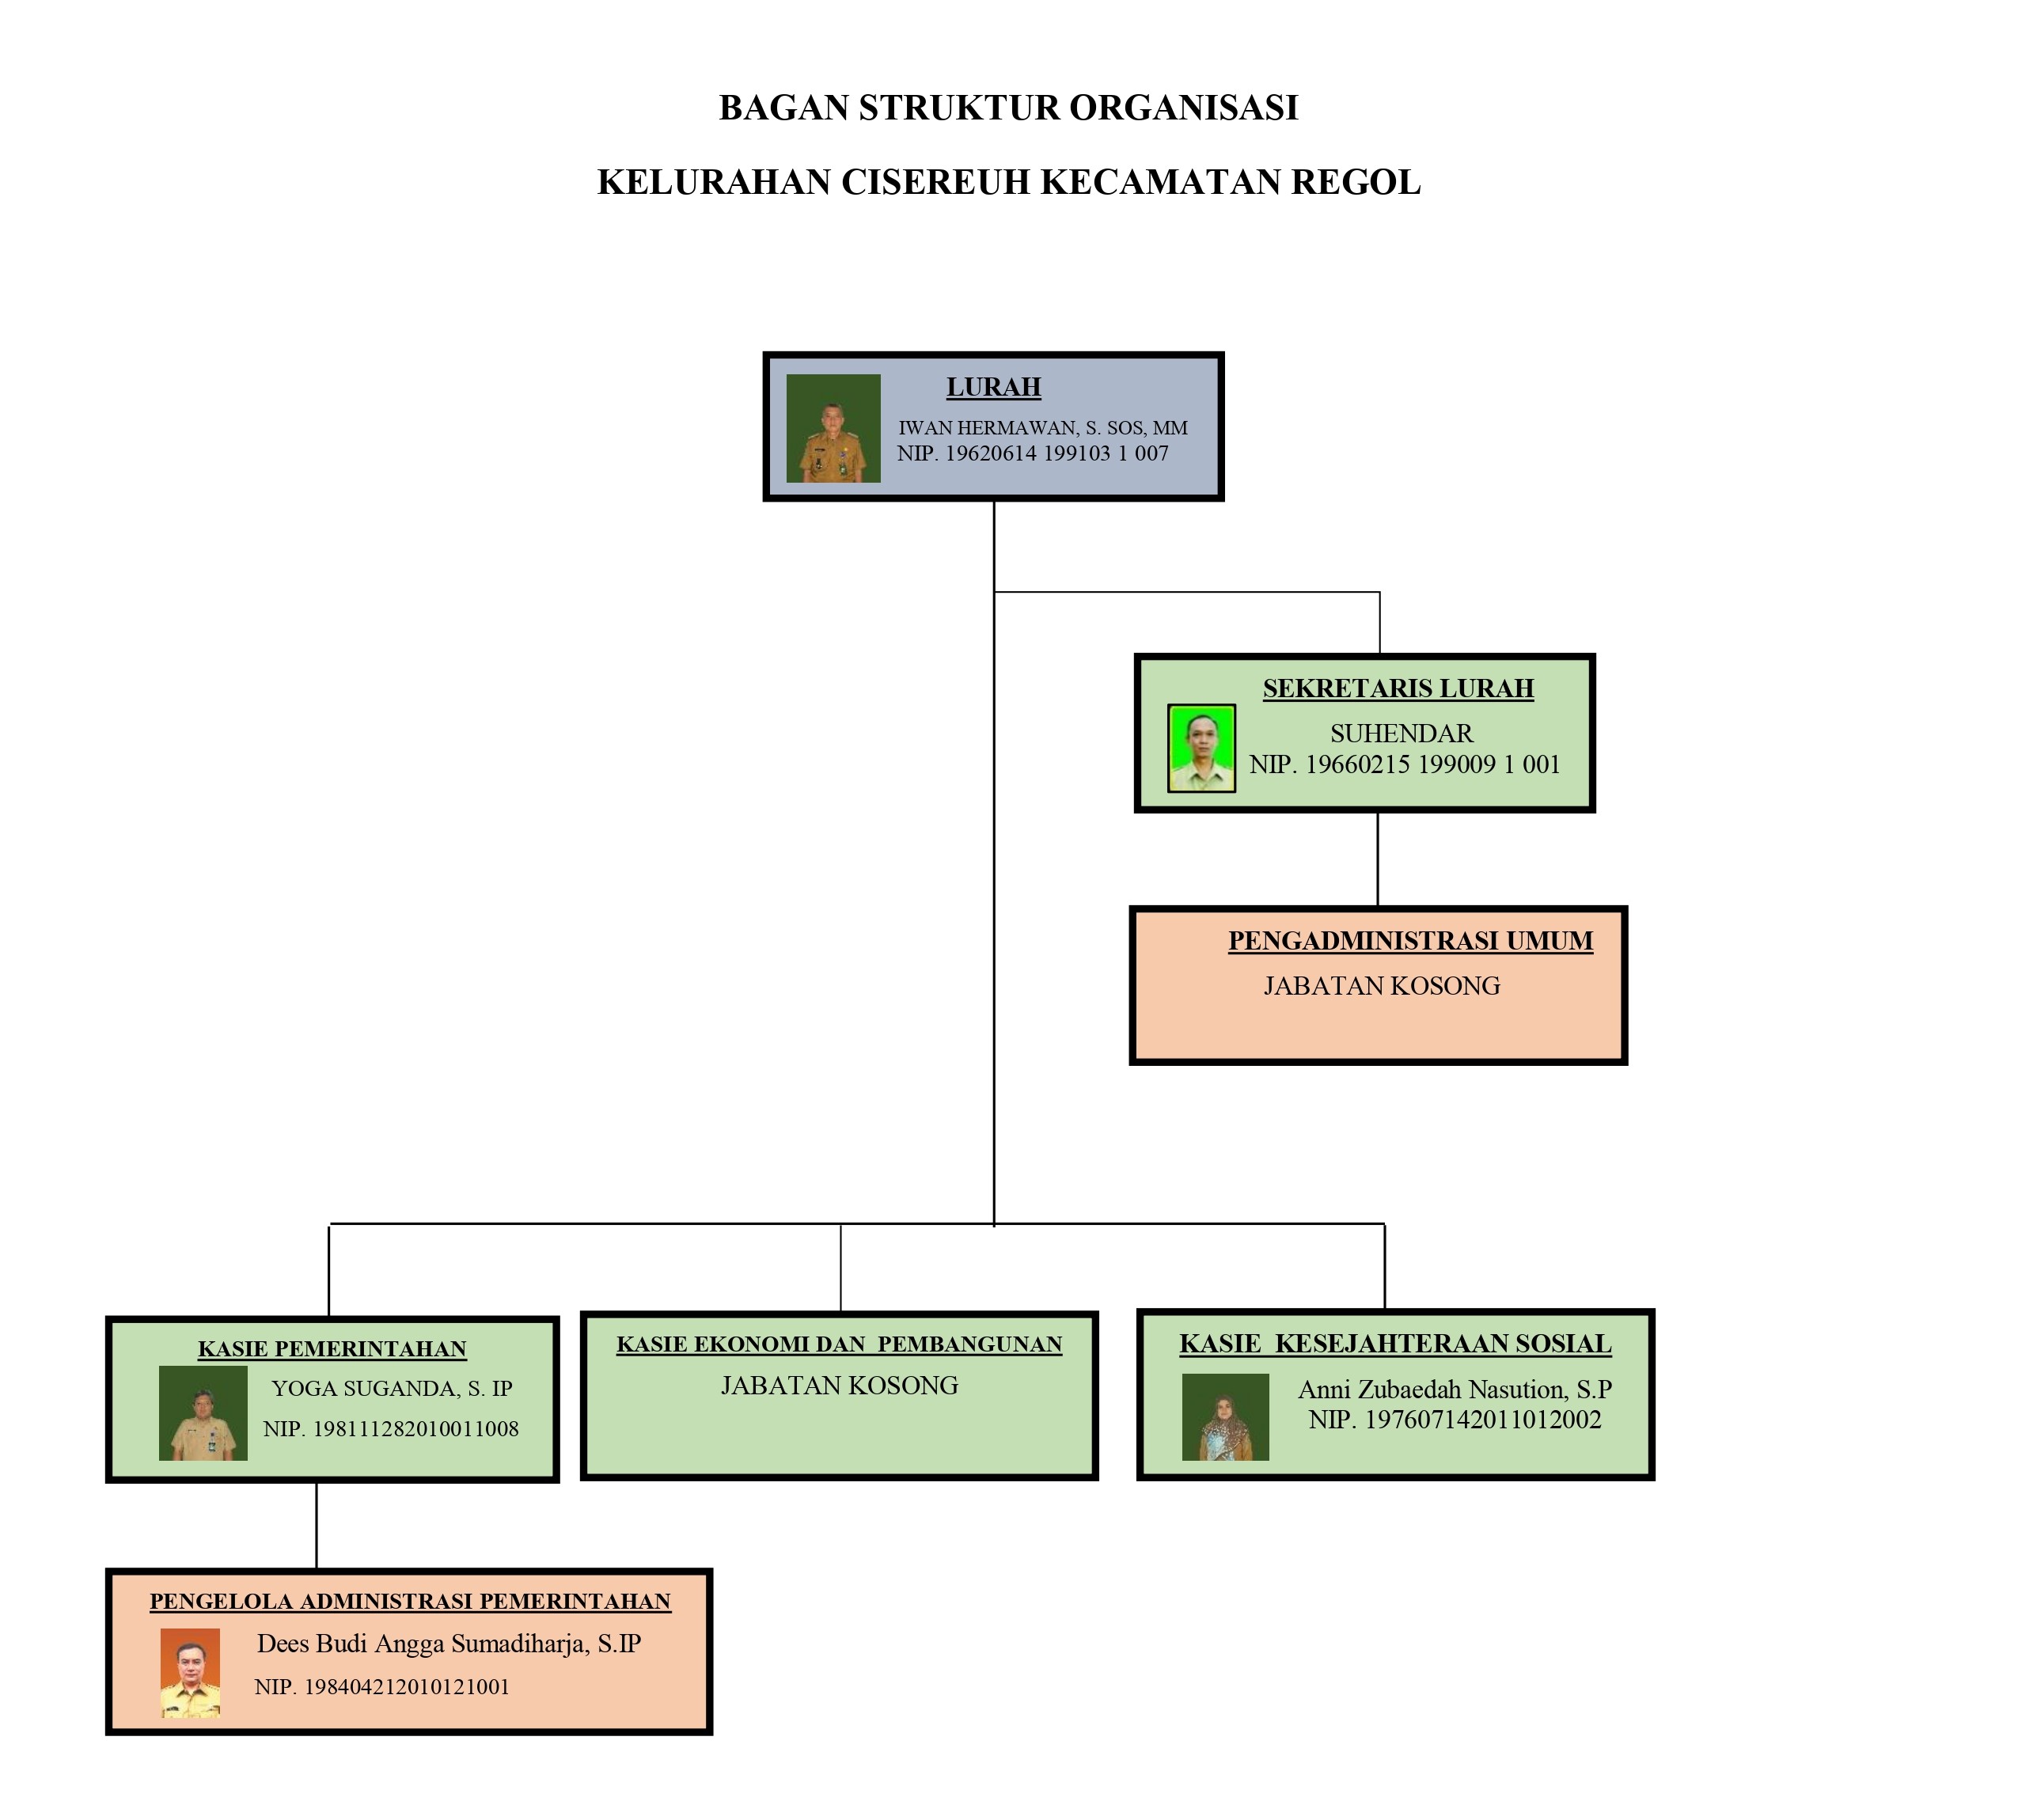 BAGAN STRUKTUR ORGANISASI
KELURAHAN CISEREUH KECAMATAN REGOL
LURAH
IWAN HERMAWAN, S. SOS, MM
NIP. 19620614 199103 1 007
SEKRETARIS LURAH
SUHENDAR
NIP. 19660215 199009 1 001
PENGADMINISTRASI UMUM
JABATAN KOSONG
KASIE PEMERINTAHAN
YOGA SUGANDA, S. IP
NIP. 198111282010011008
KASIE EKONOMI DAN PEMBANGUNAN
JABATAN KOSONG
KASIE KESEJAHTERAAN SOSIAL
Anni Zubaedah Nasution, S.P
NIP. 197607142011012002
PENGELOLA ADMINISTRASI PEMERINTAHAN
Dees Budi Angga Sumadiharja, S.IP
NIP. 198404212010121001